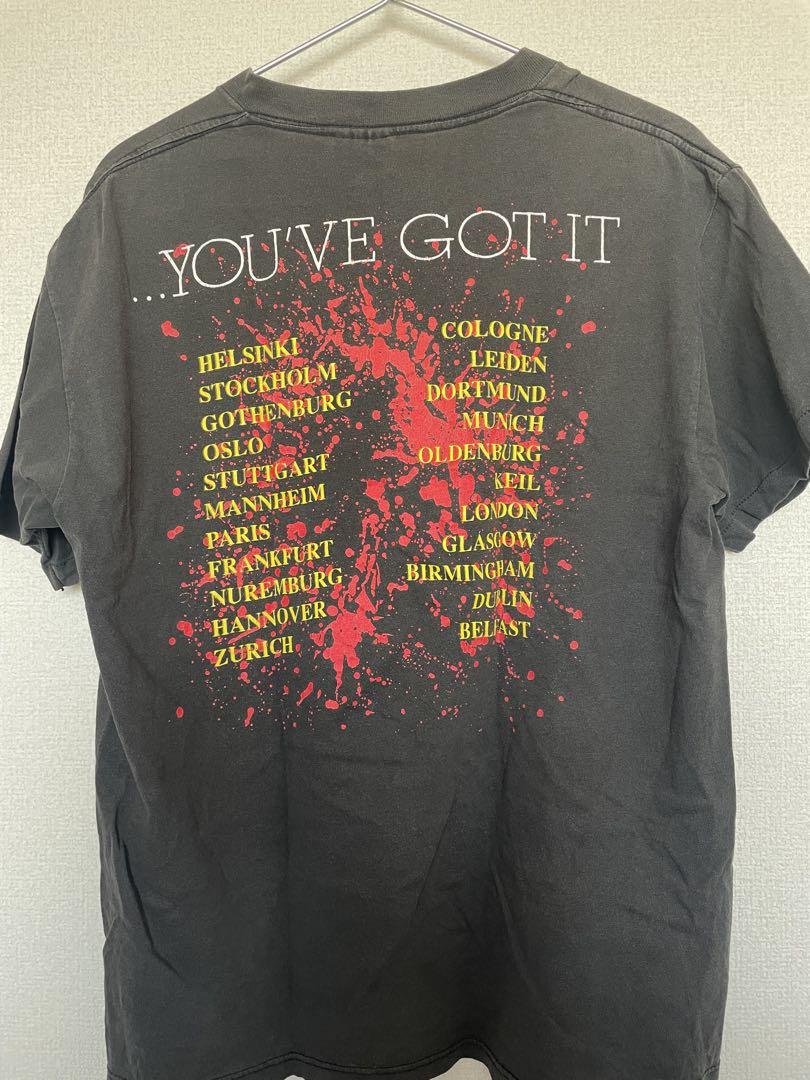 ...YOU'VE GOT IT
HELSINKI
STOCKHOLM
GOTHENBURG
OSLO
STUTTGART
MANNHEIM
PARIS
FRANKFURT
NUREMBURG
HANNOVER
ZURICH
COLOGNE
LEIDEN
DORTMUND
MUNICH
OLDENBURG
KEIL
LONDON
GLASGOW
BIRMINGHAM
DUBLIN
BELFAST